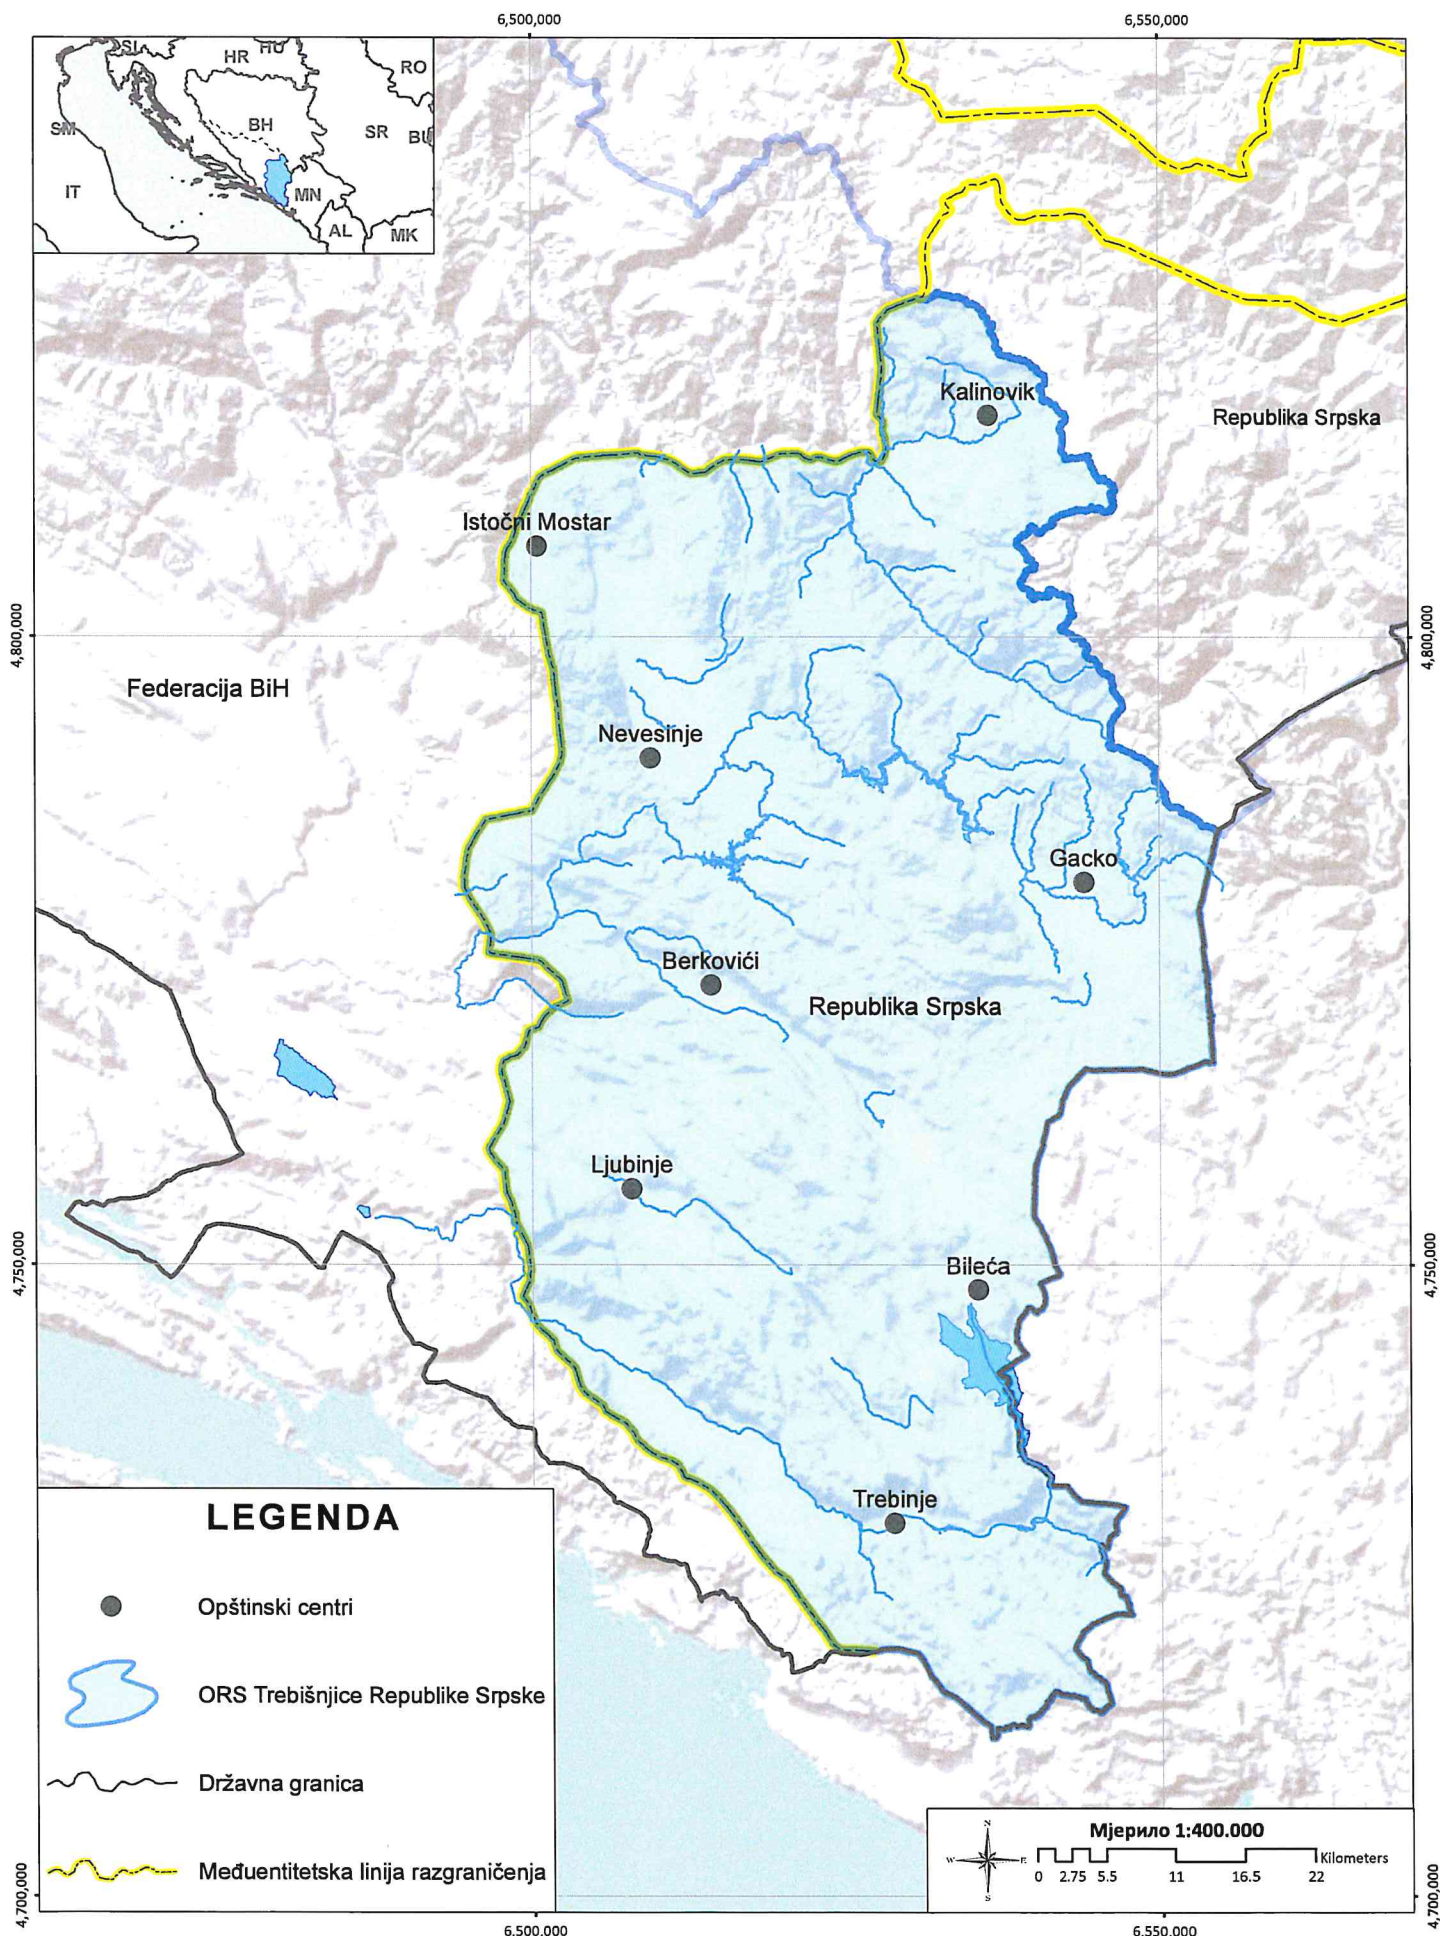 6,500,000
6,550,000
SI
HR
HU
RO
BH
SM
SR
BU
IT
MN
AL
MK
Kalinovik
Republika Srpska
Istočni Mostar
4,800,000
4,800,000
Federacija BiH
Nevesinje
Gacko
Berkovići
Republika Srpska
Ljubinje
4,750,000
Bileća
4,750,000
Trebinje
LEGENDA
Opštinski centri
ORS Trebišnjice Republike Srpske
Državna granica
Međuentitetska linija razgraničenja
N
W
E
S
Мјерило 1:400.000
Kilometers
0 2.75 5.5 11 16.5 22
4,700,000
4,700,000
6,500,000
6,550,000